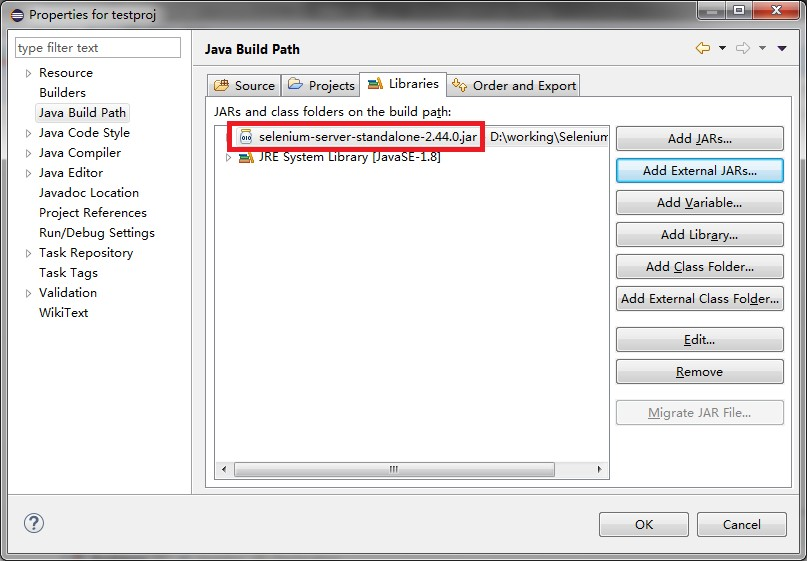 Properties for testproj
type filter text
Resource
Builders
Java Build Path
Java Code Style
Java Compiler
Java Editor
Javadoc Location
Project References
Run/Debug Settings
Task Repository
Task Tags
Validation
WikiText
Java Build Path
Source Projects Libraries Order and Export
JARs and class folders on the build path:
selenium-server-standalone-2.44.0.jar D:\working\Selenium
JRE System Library [JavaSE-1.8]
Add JARs...
Add External JARs...
Add Variable...
Add Library...
Add Class Folder...
Add External Class Folder...
Edit...
Remove
Migrate JAR File...
OK Cancel